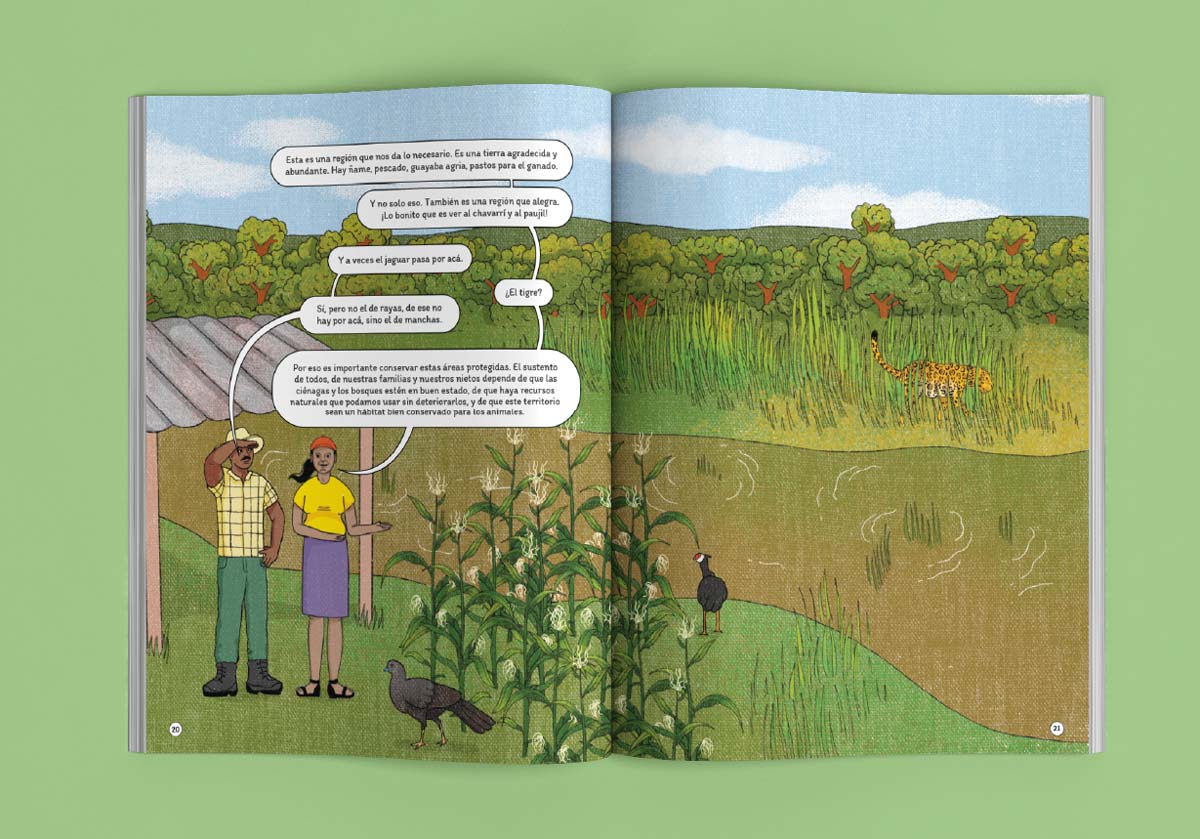 Esta es una región que nos da lo necesario. Es una tierra agradecida y
abundante. Hay ñame, pescado, guayaba agria, pastos para el ganado.
Y no solo eso. También es una región que alegra.
¡Lo bonito que es ver al chavarrí y al paujil!
Y a veces el jaguar pasa por acá.
¿El tigre?
Sí, pero no el de rayas, de ese no
hay por acá, sino el de manchas.
Por eso es importante conservar estas áreas protegidas. El sustento
de todos, de nuestras familias y nuestros nietos depende de que las
ciénagas y los bosques estén en buen estado, de que haya recursos
naturales que podamos usar sin deteriorarlos, y de que este territorio
sean un hábitat bien conservado para los animales.
20
21